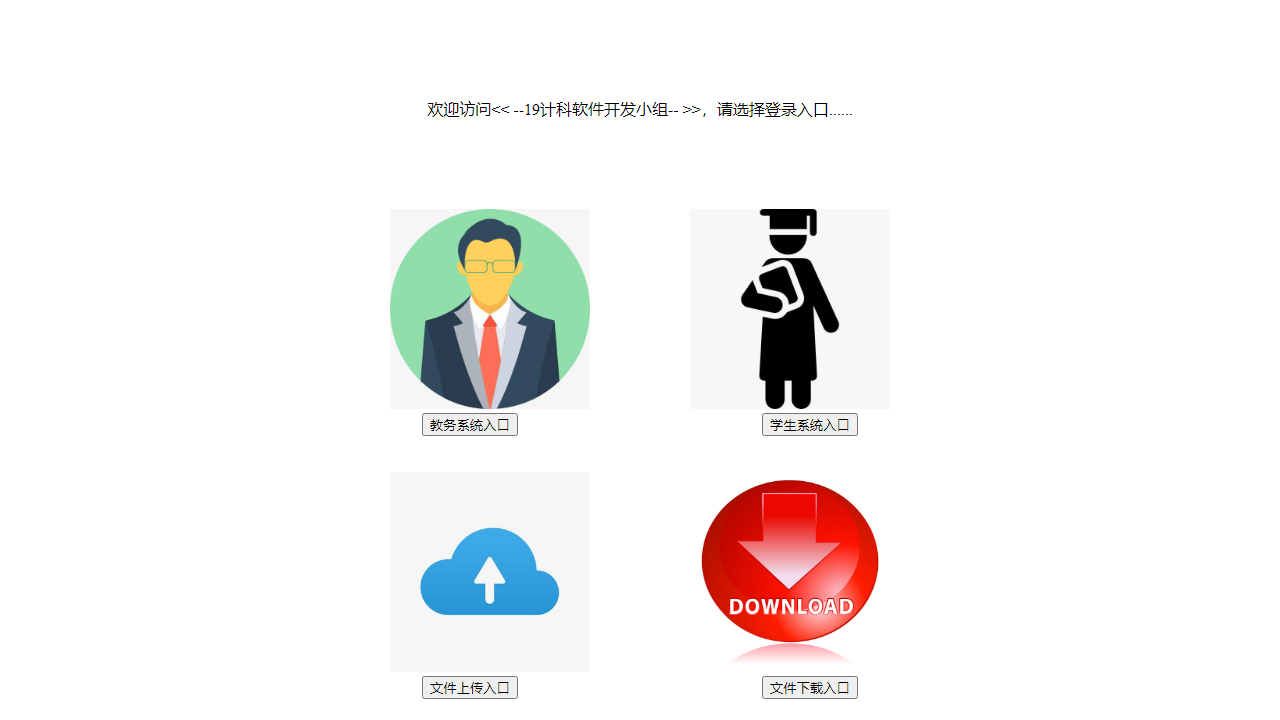 欢迎访问<< --19计科软件开发小组-- >>，请选择登录入口......
教务系统入口
学生系统入口
DOWNLOAD
文件上传入口
文件下载入口